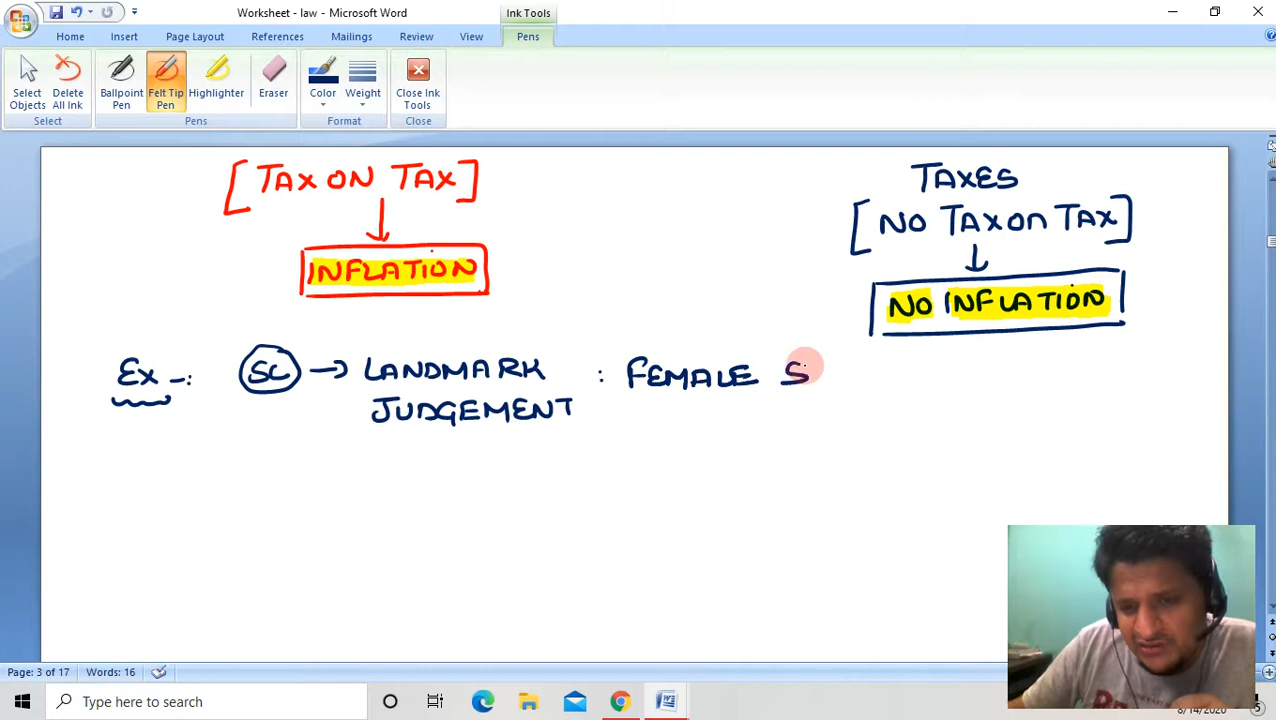 Worksheet - law - Microsoft Word
Ink Tools
Home Insert Page Layout References Mailings Review View Pens
Select Objects
Delete All Ink
Ballpoint Pen
Felt Tip Pen
Highlighter
Eraser
Color
Weight
Close Ink Tools
Select Pens Format Close
[TAX ON TAX]
INFLATION
TAXES
[NO TAX ON TAX]
NO INFLATION
EX -: SC → LANDMARK : FEMALE S
JUDGEMENT
Page: 3 of 17 Words: 16
Type here to search
8/14/2020